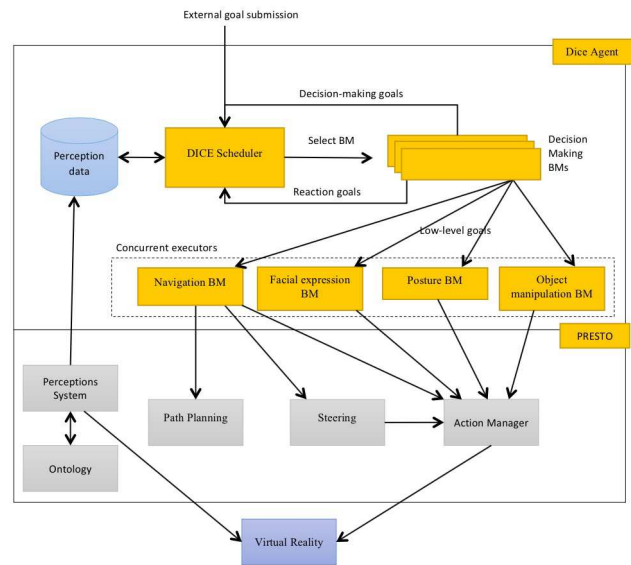 External goal submission
Dice Agent
Decision-making goals
Perception
data
DICE Scheduler
Select BM
Decision
Making
BMs
Reaction goals
Low-level goals
Concurrent executors
Navigation BM
Facial expression
BM
Posture BM
Object
manipulation BM
PRESTO
Perceptions
System
Path Planning
Steering
Action Manager
Ontology
Virtual Reality